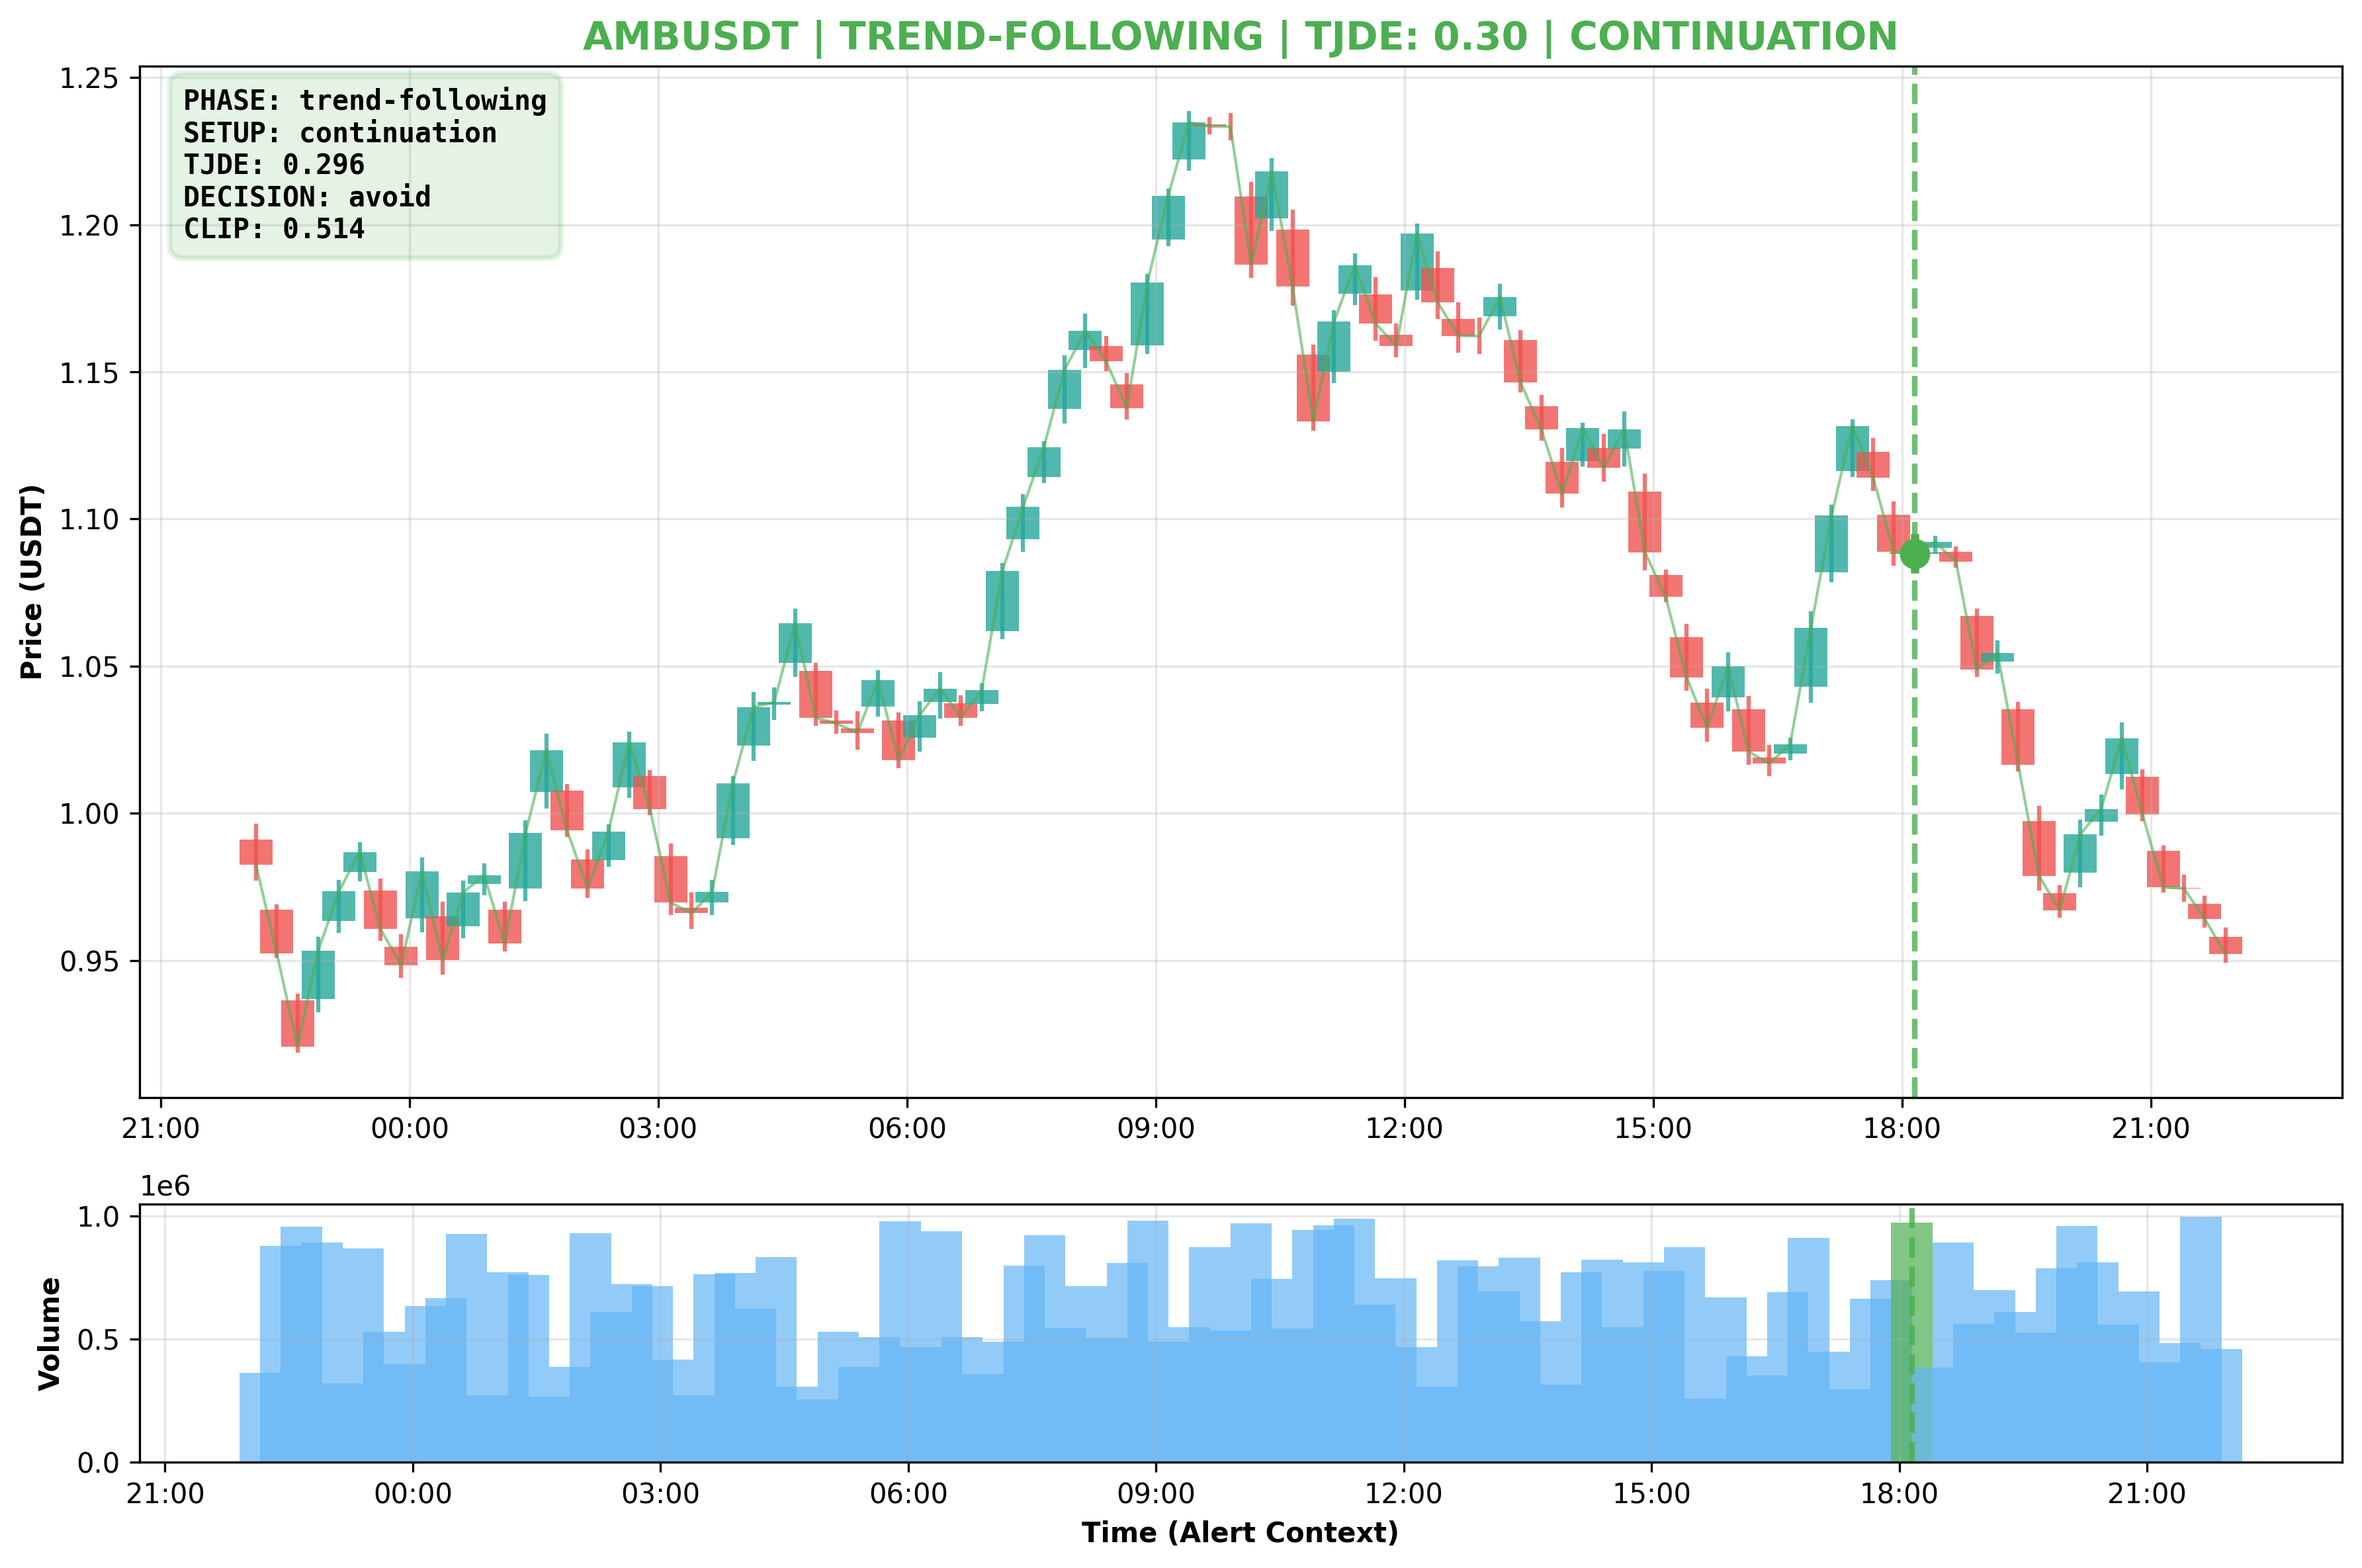 AMBUSDT | TREND-FOLLOWING | TJDE: 0.30 | CONTINUATION
PHASE: trend-following
SETUP: continuation
TJDE: 0.296
DECISION: avoid
CLIP: 0.514
Price (USDT)
1.25
1.20
1.15
1.10
1.05
1.00
0.95
21:00 00:00 03:00 06:00 09:00 12:00 15:00 18:00 21:00
1e6
Volume
1.0
0.5
0.0
21:00 00:00 03:00 06:00 09:00 12:00 15:00 18:00 21:00
Time (Alert Context)